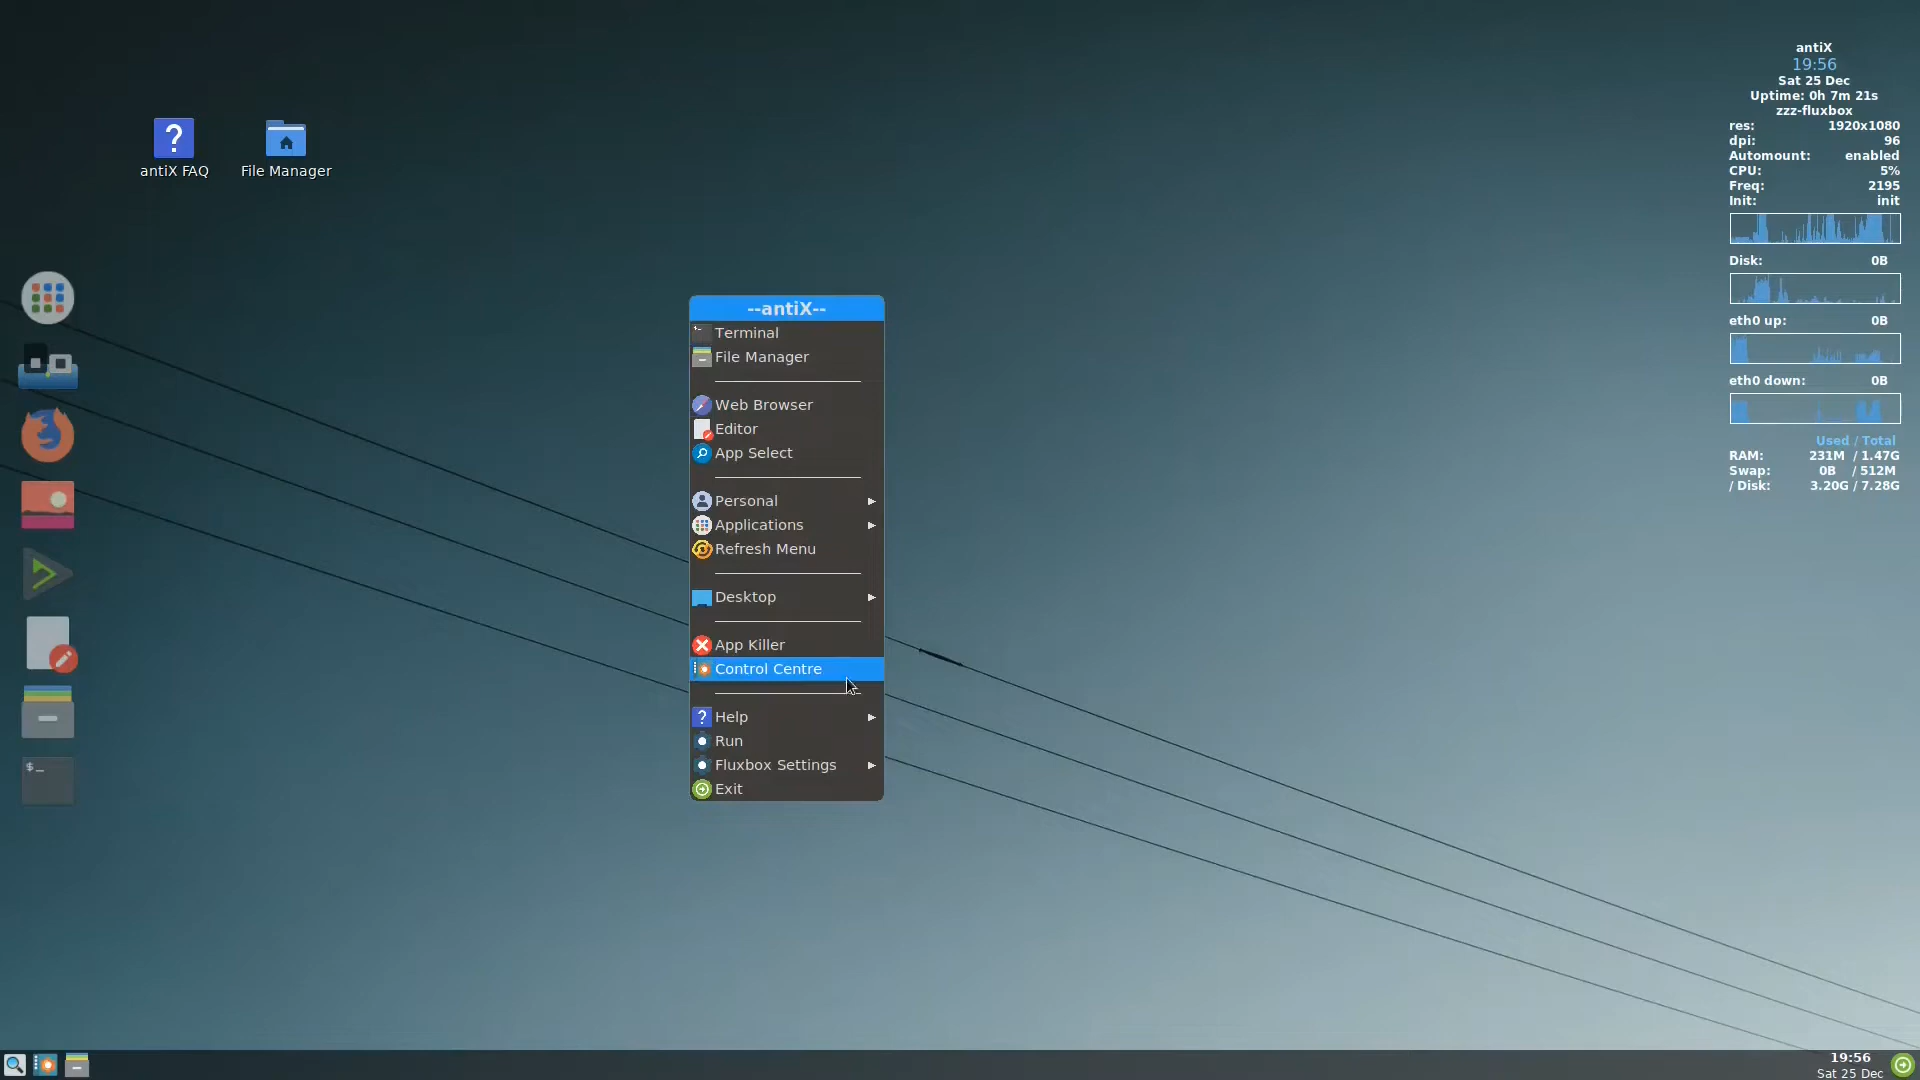 antiX
19:56
Sat 25 Dec
Uptime: 0h 7m 21s
zzz-fluxbox
res: 1920x1080
dpi: 96
Automount: enabled
CPU: 5%
Freq: 2195
Init: init
Disk: 0B
eth0 up: 0B
eth0 down: 0B
Used / Total
RAM: 231M / 1.47G
Swap: 0B / 512M
/ Disk: 3.20G / 7.28G
?
antiX FAQ
File Manager
--antiX--
Terminal
File Manager
Web Browser
Editor
App Select
Personal
Applications
Refresh Menu
Desktop
App Killer
Control Centre
? Help
Run
Fluxbox Settings
Exit
$_
19:56
Sat 25 Dec